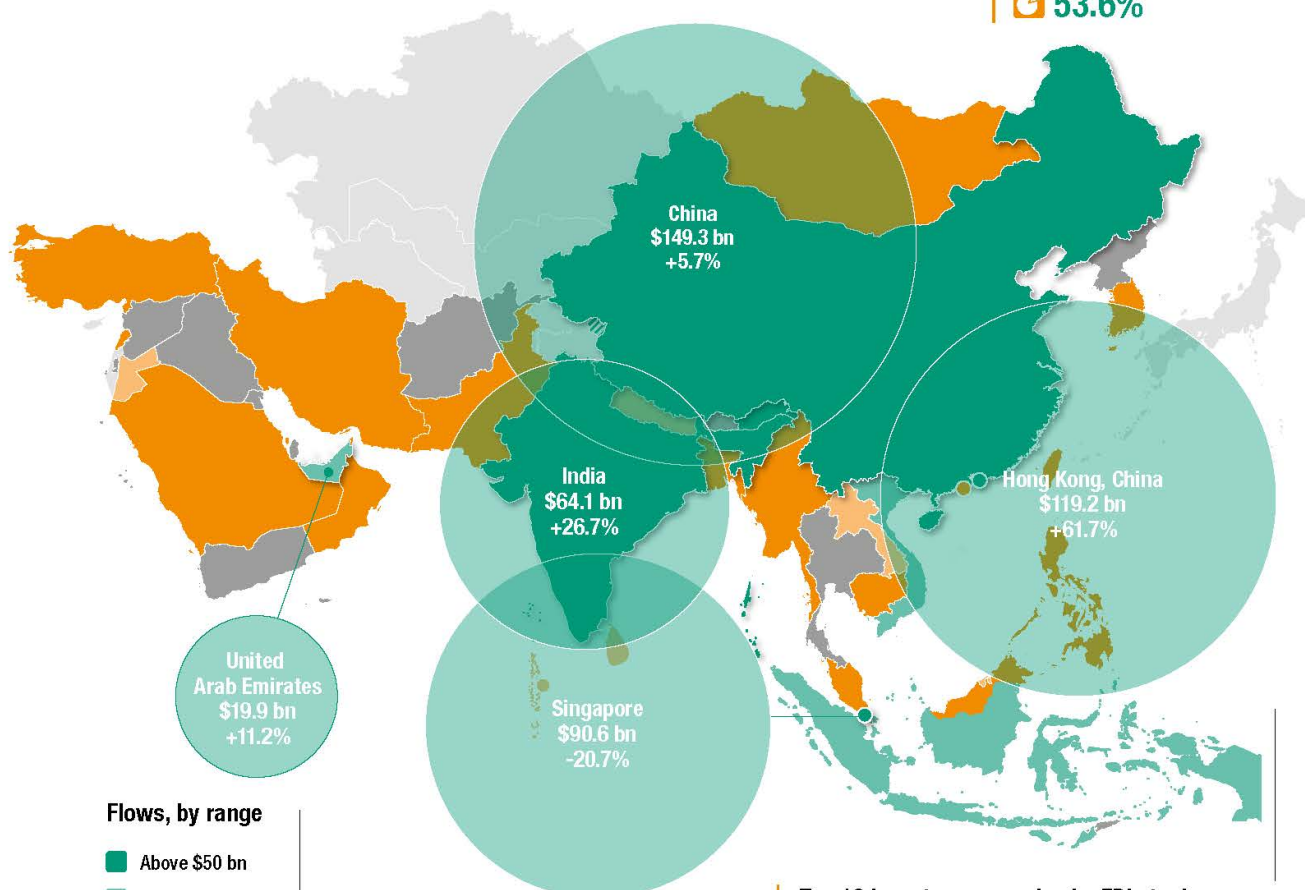 53.6%
China
$149.3 bn
+5.7%
India
$64.1 bn
+26.7%
Hong Kong, China
$119.2 bn
+61.7%
United
Arab Emirates
$19.9 bn
+11.2%
Singapore
$90.6 bn
-20.7%
Flows, by range
Above $50 bn